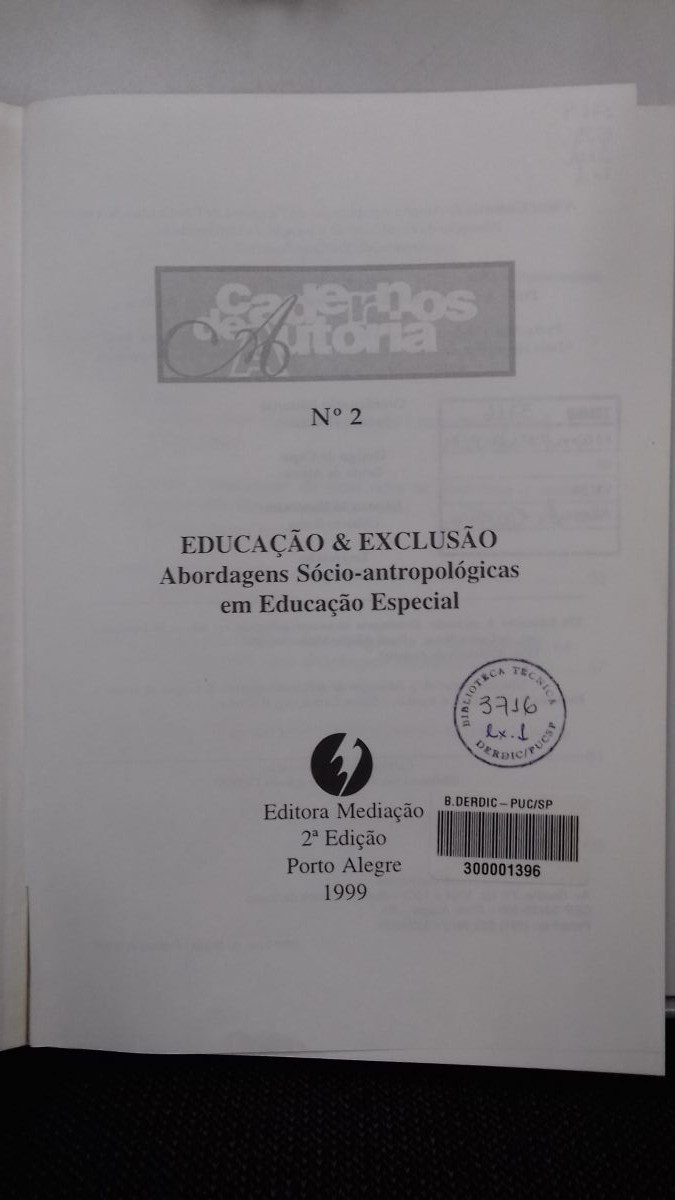 cadernos
de Autoria
Nº 2
EDUCAÇÃO & EXCLUSÃO
Abordagens Sócio-antropológicas
em Educação Especial
BIBLIOTECA TÉCNICA
3716
ex. 1
DERDIC/PUCSP
Editora Mediação
2ª Edição
Porto Alegre
1999
B.DERDIC – PUC/SP
300001396